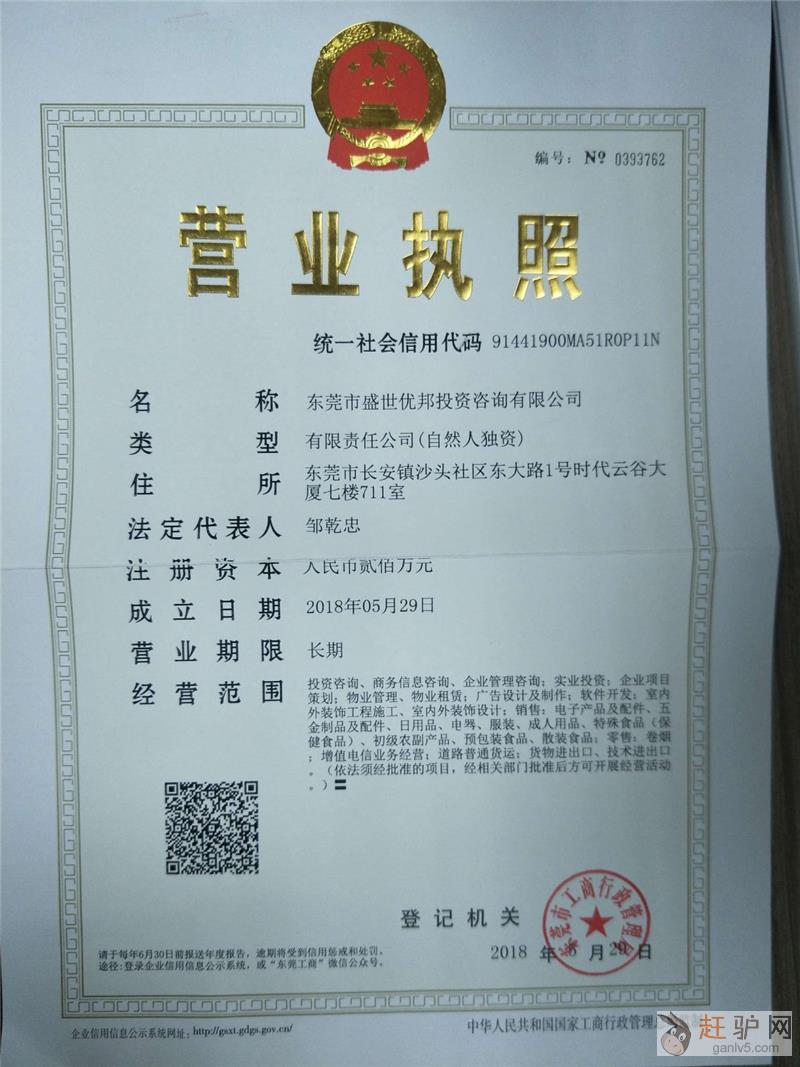 编号: № 0393762
营业执照
统一社会信用代码 91441900MA51R0P11N
名称 东莞市盛世优邦投资咨询有限公司
类型 有限责任公司(自然人独资)
住所 东莞市长安镇沙头社区东大路1号时代云谷大
厦七楼711室
法定代表人 邹乾忠
注册资本 人民币贰佰万元
成立日期 2018年05月29日
营业期限 长期
经营范围 投资咨询、商务信息咨询、企业管理咨询; 实业投资; 企业项目
策划; 物业管理、物业租赁; 广告设计及制作; 软件开发; 室内
外装饰工程施工、室内外装饰设计; 销售: 电子产品及配件、五
金制品及配件、日用品、电器、服装、成人用品、特殊食品（保
健食品）、初级农副产品、预包装食品、散装食品; 零售: 卷烟
; 增值电信业务经营; 道路普通货运; 货物进出口、技术进出口
。（依法须经批准的项目，经相关部门批准后方可开展经营活动
。）
登记机关
东莞市工商行政管理局
2018 年 月 29 日
请于每年6月30日前报送年度报告，逾期将受到信用惩戒和处罚。
途径:登录企业信用信息公示系统，或“东莞工商”微信公众号。
企业信用信息公示系统网址: http://gsxt.gdgs.gov.cn/
中华人民共和国国家工商行政管理总局监制
赶驴网
ganlv5.com